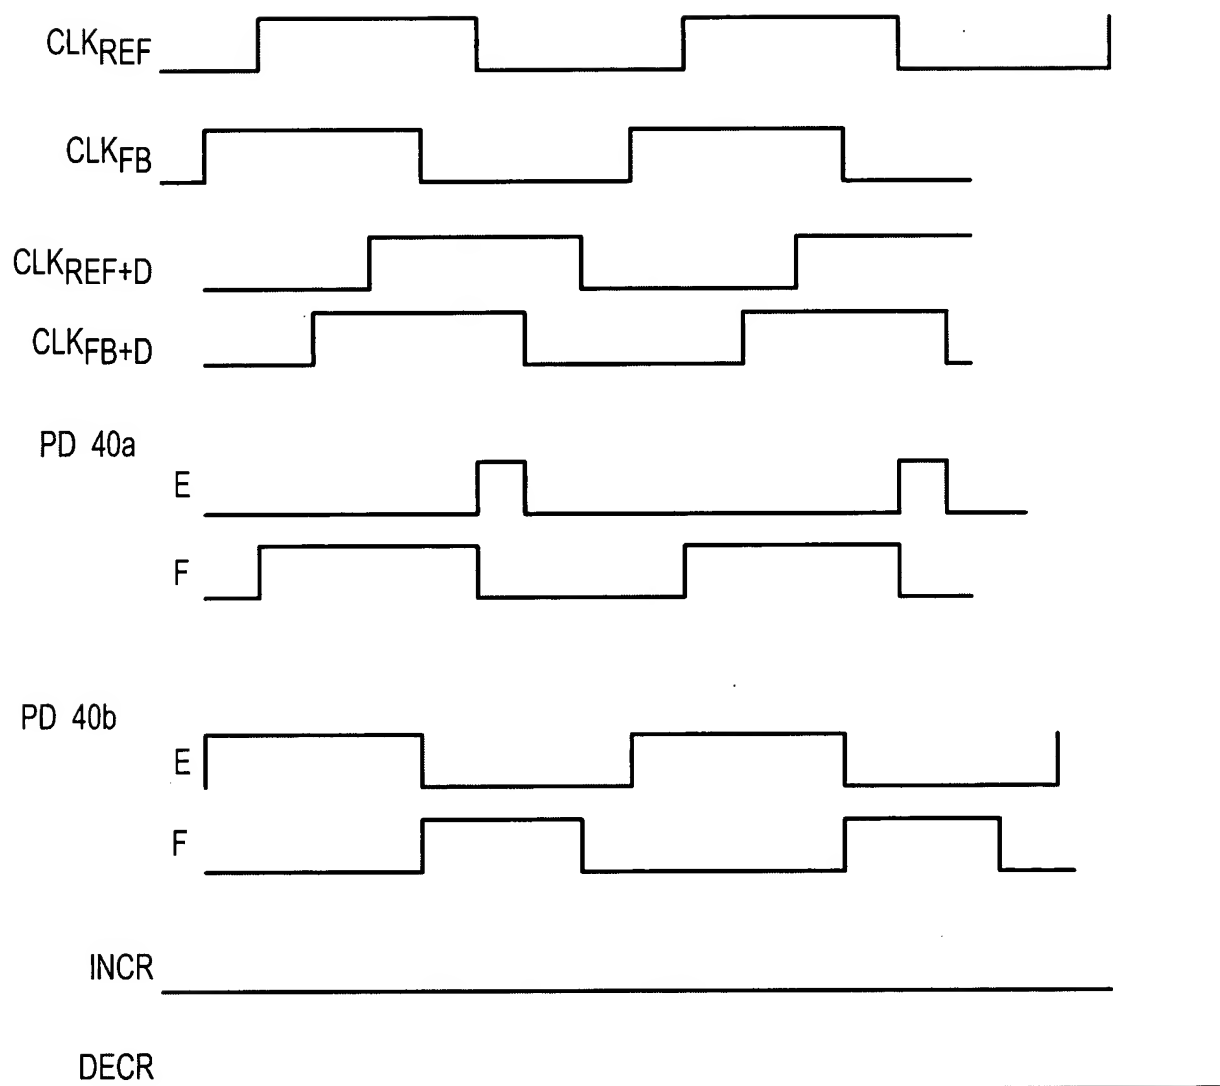 CLKREF
CLKFB
CLKREF+D
CLKFB+D
PD 40a
E
F
PD 40b
E
F
INCR
DECR